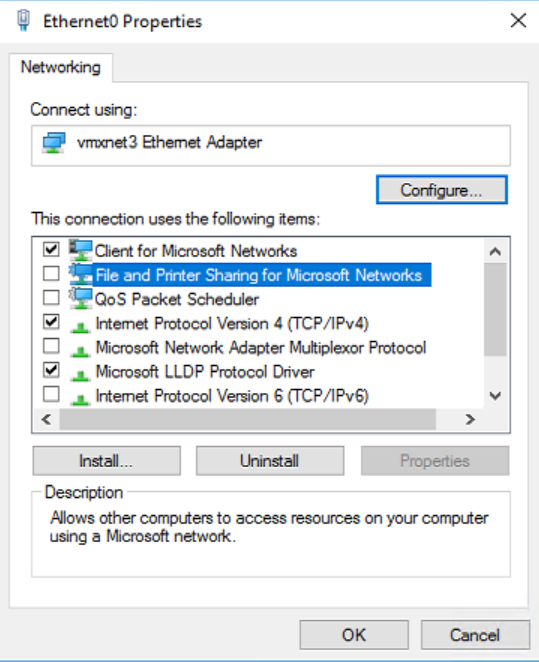 Ethernet0 Properties
Networking
Connect using:
vmxnet3 Ethernet Adapter
Configure...
This connection uses the following items:
Client for Microsoft Networks
File and Printer Sharing for Microsoft Networks
QoS Packet Scheduler
Internet Protocol Version 4 (TCP/IPv4)
Microsoft Network Adapter Multiplexor Protocol
Microsoft LLDP Protocol Driver
Internet Protocol Version 6 (TCP/IPv6)
Install...
Uninstall
Properties
Description
Allows other computers to access resources on your computer
using a Microsoft network.
OK
Cancel